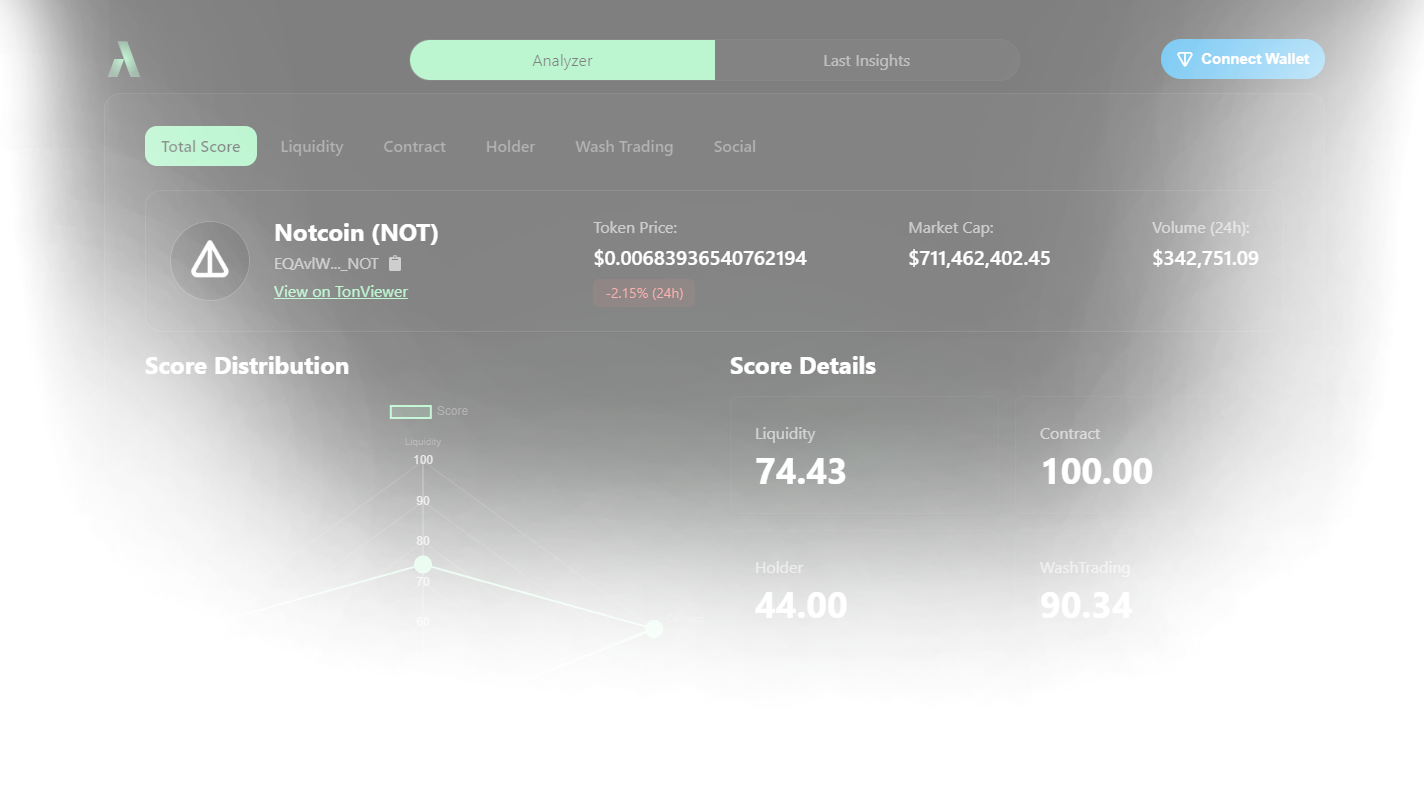 Analyzer
Last Insights
Connect Wallet
Total Score
Liquidity
Contract
Holder
Wash Trading
Social
Notcoin (NOT)
EQAvlW..._NOT
View on TonViewer
Token Price:
$0.00683936540762194
-2.15% (24h)
Market Cap:
$711,462,402.45
Volume (24h):
$342,751.09
Score Distribution
Score
Liquidity
100
90
80
70
60
Score Details
Liquidity
74.43
Contract
100.00
Holder
44.00
WashTrading
90.34